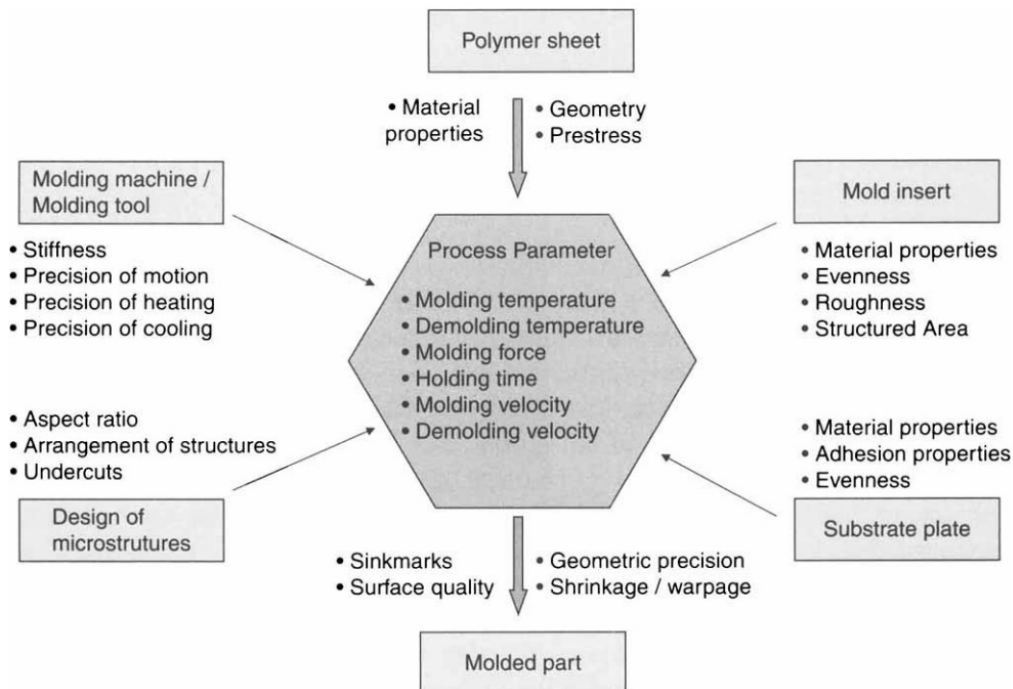 Polymer sheet
• Material
properties
• Geometry
• Prestress
Molding machine /
Molding tool
• Stiffness
• Precision of motion
• Precision of heating
• Precision of cooling
Mold insert
• Material properties
• Evenness
• Roughness
• Structured Area
Process Parameter
• Molding temperature
• Demolding temperature
• Molding force
• Holding time
• Molding velocity
• Demolding velocity
• Aspect ratio
• Arrangement of structures
• Undercuts
Design of
microstrutures
• Material properties
• Adhesion properties
• Evenness
Substrate plate
• Sinkmarks
• Surface quality
• Geometric precision
• Shrinkage / warpage
Molded part